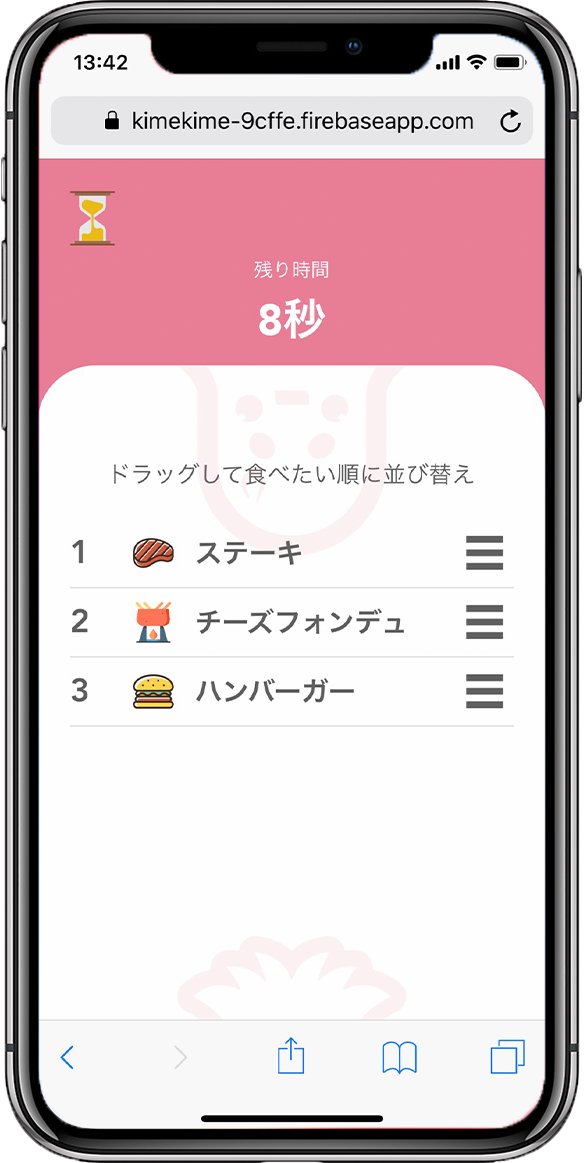 13:42
kimekime-9cffe.firebaseapp.com
残り時間
8秒
ドラッグして食べたい順に並び替え
1 ステーキ
2 チーズフォンデュ
3 ハンバーガー